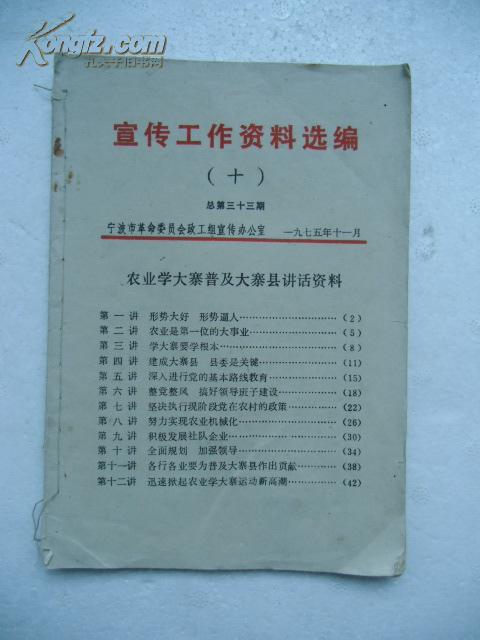 Kongfz.com
孔夫子旧书网
宣传工作资料选编
（十）
总第三十三期
宁波市革命委员会政工组宣传办公室 一九七五年十一月
农业学大寨普及大寨县讲话资料
第一讲 形势大好 形势逼人……………………………（2）
第二讲 农业是第一位的大事业…………………………（5）
第三讲 学大寨要学根本…………………………………（8）
第四讲 建成大寨县 县委是关键………………………（11）
第五讲 深入进行党的基本路线教育……………………（15）
第六讲 整党整风 搞好领导班子建设…………………（18）
第七讲 坚决执行现阶段党在农村的政策………………（22）
第八讲 努力实现农业机械化……………………………（26）
第九讲 积极发展社队企业………………………………（30）
第十讲 全面规划 加强领导……………………………（34）
第十一讲 各行各业要为普及大寨县作出贡献…………（38）
第十二讲 迅速掀起农业学大寨运动新高潮……………（42）